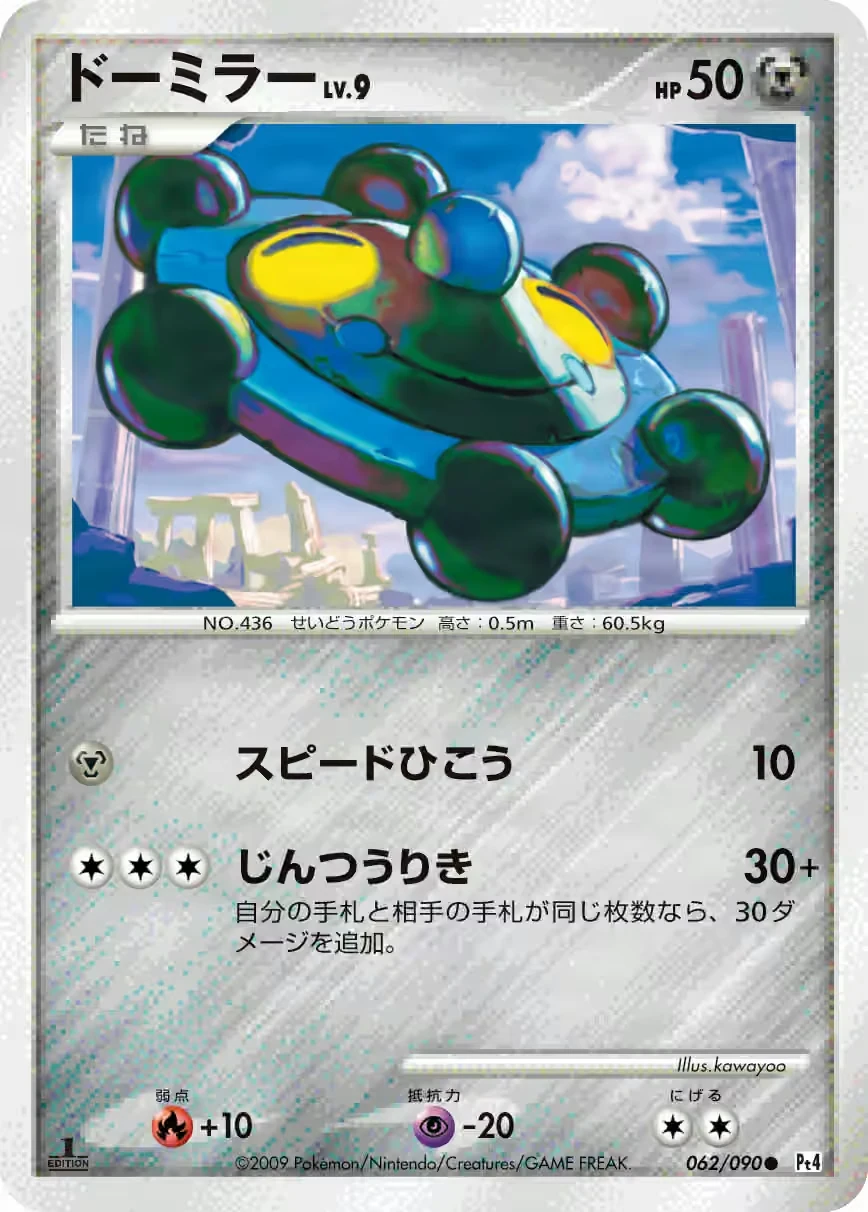 ドーミラー LV.9 HP 50
たね
NO.436 せいどうポケモン 高さ：0.5m 重さ：60.5kg
スピードひこう 10
じんつうりき 30+
自分の手札と相手の手札が同じ枚数なら、30ダ
メージを追加。
Illus.kawayoo
弱点 抵抗力 にげる
+10 -20
1 EDITION ©2009 Pokémon/Nintendo/Creatures/GAME FREAK. 062/090● Pt4